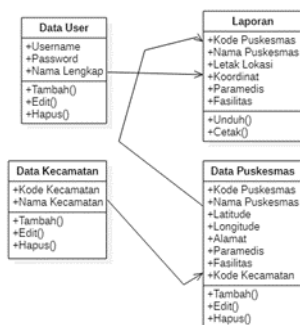 Data User
+Username
+Password
+Nama Lengkap
+Tambah()
+Edit()
+Hapus()
Laporan
+Kode Puskesmas
+Nama Puskesmas
+Letak Lokasi
+Koordinat
+Paramedis
+Fasilitas
+Unduh()
+Cetak()
Data Kecamatan
+Kode Kecamatan
+Nama Kecamatan
+Tambah()
+Edit()
+Hapus()
Data Puskesmas
+Kode Puskesmas
+Nama Puskesmas
+Latitude
+Longitude
+Alamat
+Paramedis
+Fasilitas
+Kode Kecamatan
+Tambah()
+Edit()
+Hapus()